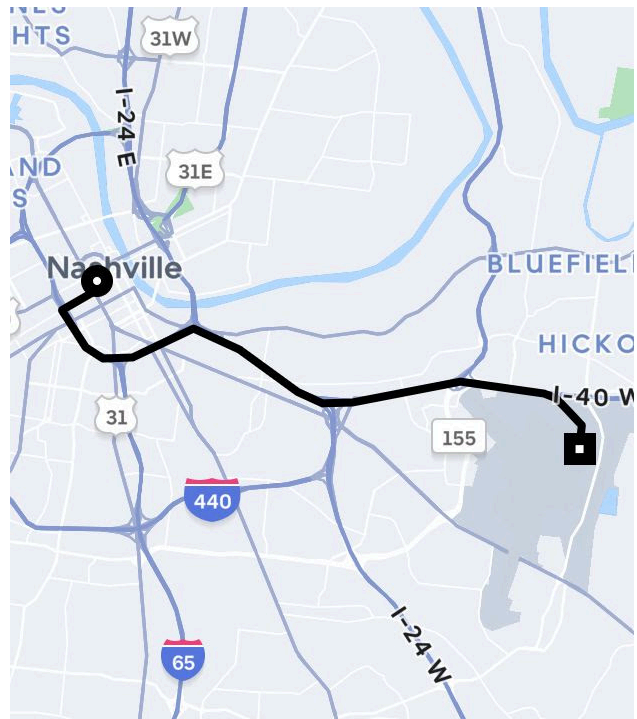 HTS
31W
I-24 E
AND
S
31E
Nashville
BLUEFIEL
HICKO
I-40 W
31
155
440
I-24 W
65